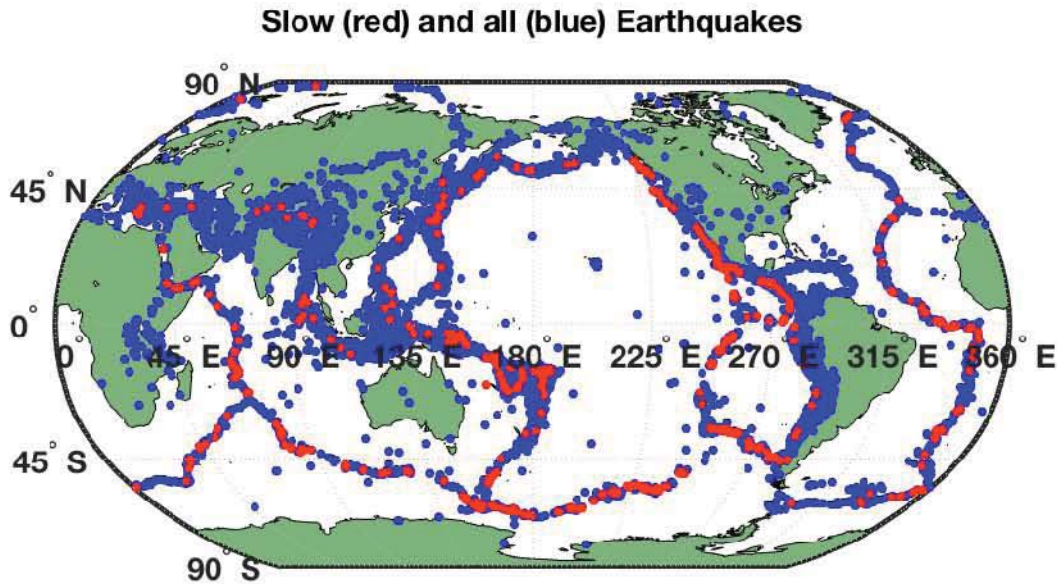 Slow (red) and all (blue) Earthquakes
90° N
45° N
0°
0° 45° E 90° E 135° E 180° E 225° E 270° E 315° E 360° E
45° S
90° S